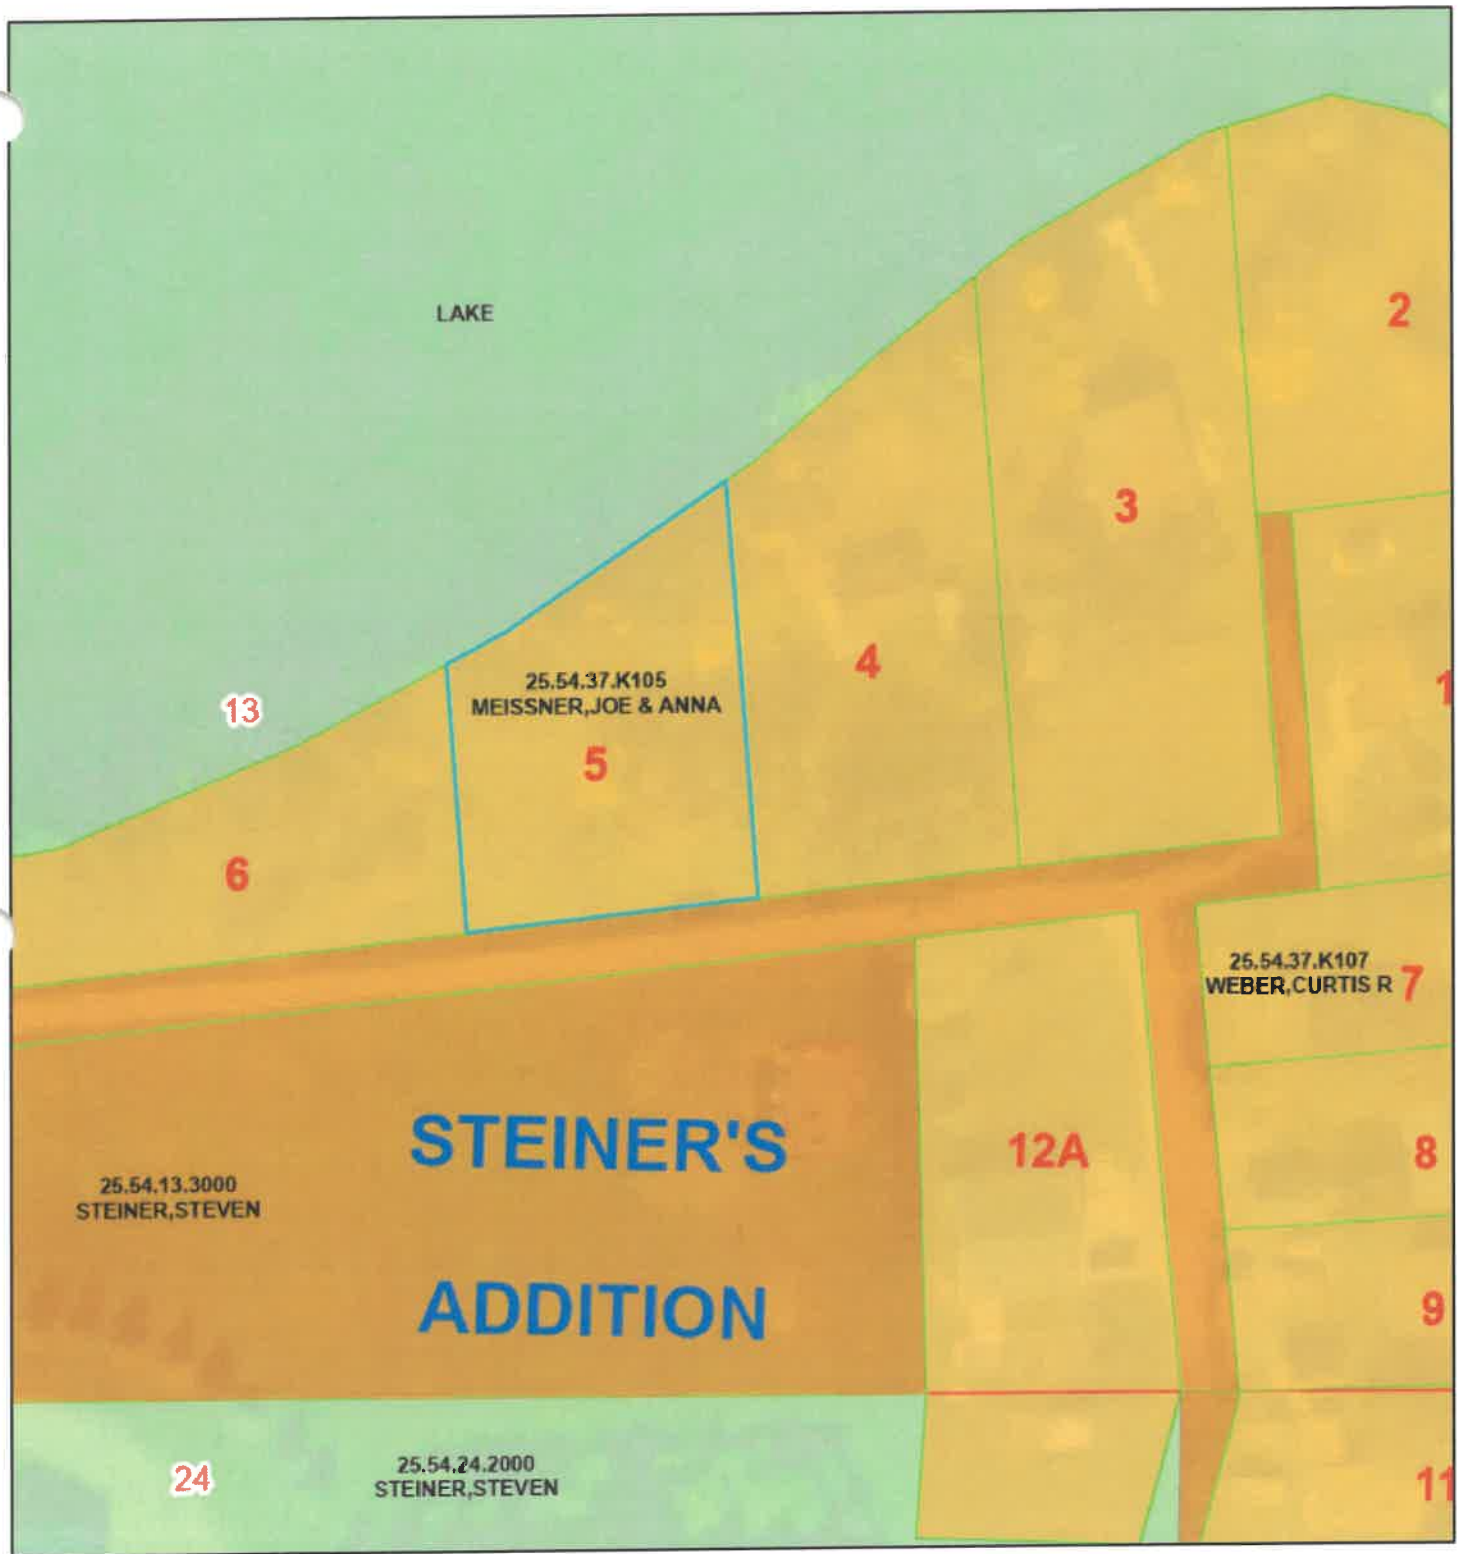 2
LAKE
3
4
25.54.37.K105
MEISSNER,JOE & ANNA
1
13
5
6
25.54.37.K107
WEBER,CURTIS R 7
STEINER'S
12A
8
25.54.13.3000
STEINER,STEVEN
ADDITION
9
25.54.24.2000
STEINER,STEVEN
24
11